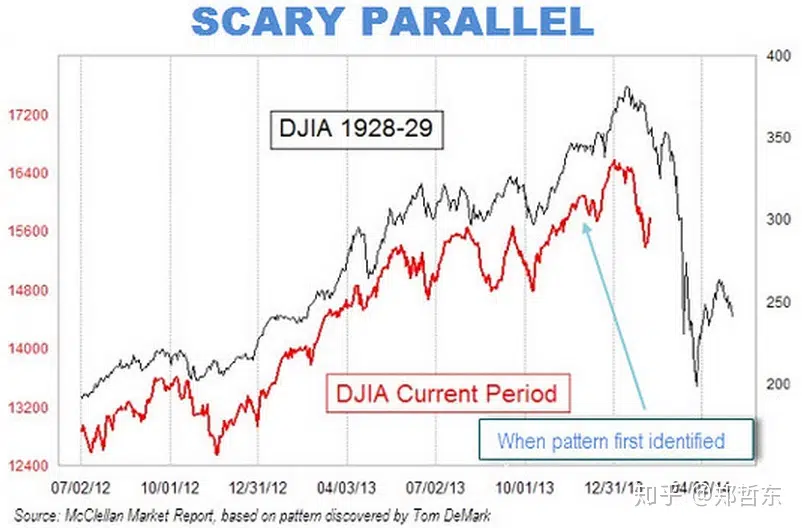 SCARY PARALLEL
400
17200
DJIA 1928-29
350
16400
15600
300
14800
250
14000
DJIA Current Period
200
13200
When pattern first identified
12400
07/02/12 10/01/12 12/31/12 04/03/13 07/02/13 10/01/13 12/31/13
知乎 @郑哲东
Source: McClellan Market Report, based on pattern discovered by Tom DeMark